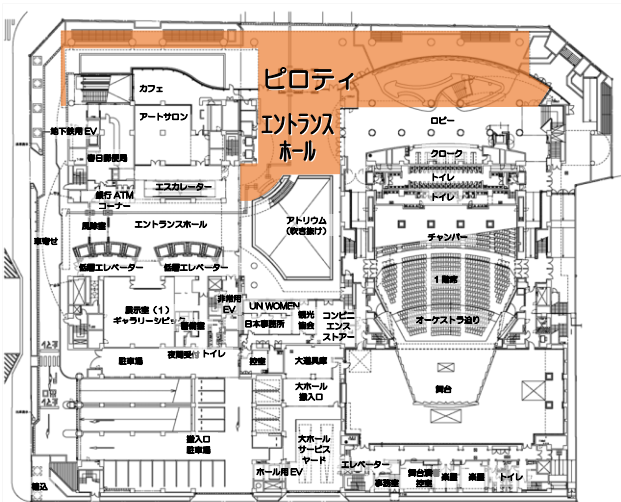 ピロティ
カフェ
アートサロン
エントランス
ホール
ロビー
地下鉄用EV
春日郵便局
クローク
トイレ
エスカレーター
銀行ATM
コーナー
トイレ
風除室
エントランスホール
アトリウム
(吹き抜け)
車寄せ
チャンバー
低層エレベーター
低層エレベーター
1階席
非常用
EV
UN WOMEN
日本事務所
観光
協会
コンビニ
エンス
ストアー
オーケストラ迫り
展示室(1)
ギャラリーシビック
警備室
夜間受付
トイレ
駐車場
控室
大道具庫
大ホール
搬入口
舞台
搬入口
駐車場
大ホール
サービス
ヤード
ホール用EV
エレベーター
事務室
控室
楽屋
楽屋
トイレ